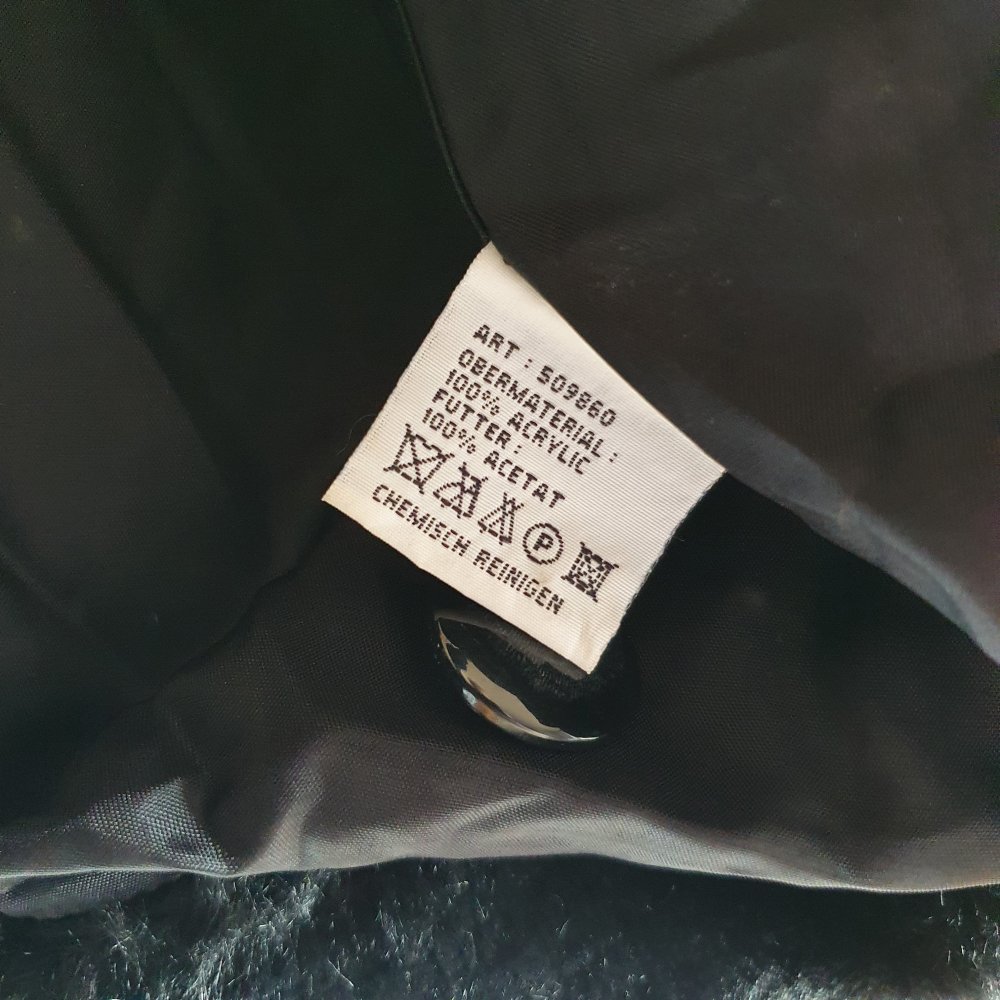 ART : 509860
OBERMATERIAL :
100% ACRYLIC
FUTTER :
100% ACETAT
P
CHEMISCH REINIGEN